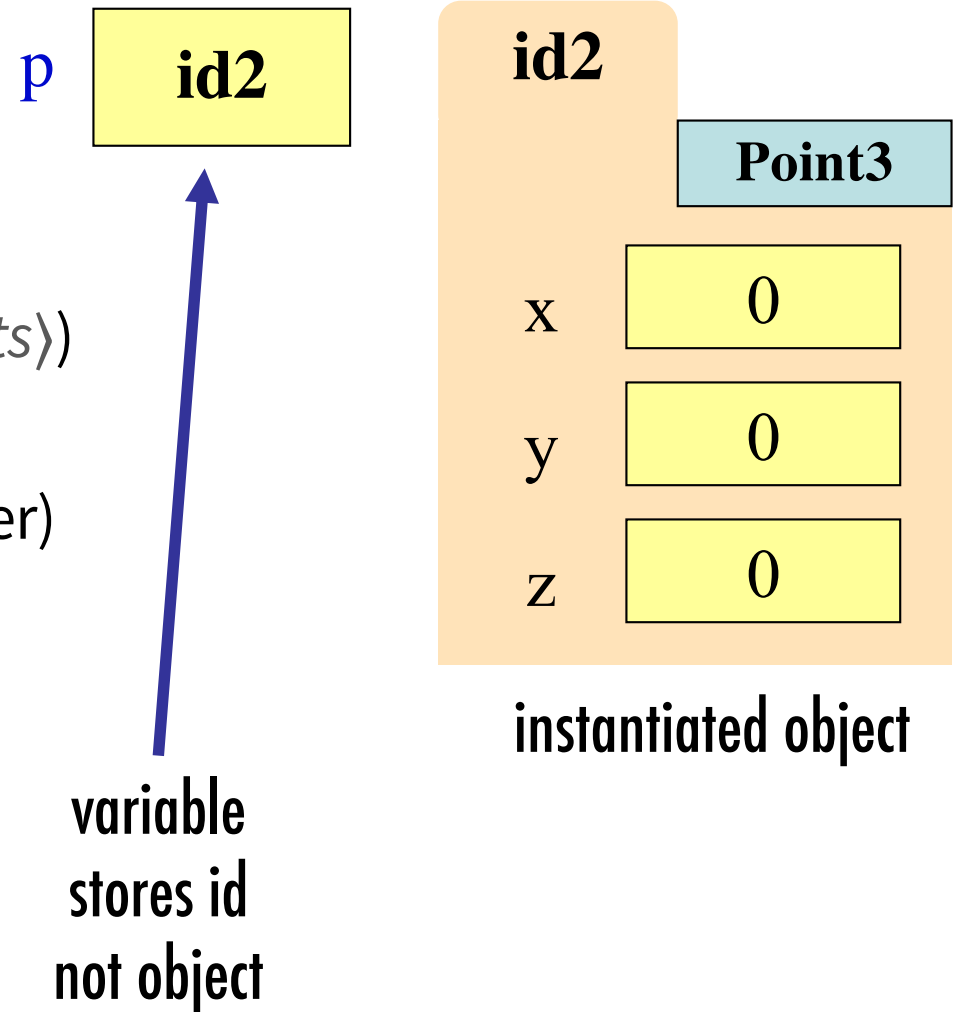 p
id2
ts⟩)
er)
variable
stores id
not object
id2
Point3
x 0
y 0
z 0
instantiated object